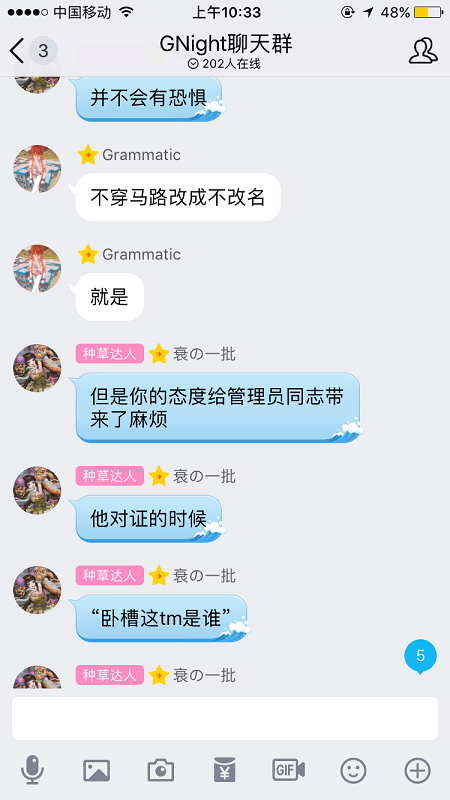 中国移动
上午10:33
48%
3
GNight聊天群
202人在线
并不会有恐惧
Grammatic
不穿马路改成不改名
Grammatic
就是
种草达人 衰の一批
但是你的态度给管理员同志带
来了麻烦
种草达人 衰の一批
他对证的时候
种草达人 衰の一批
“卧槽这tm是谁”
5
种草达人 衰の一批
¥
GIF